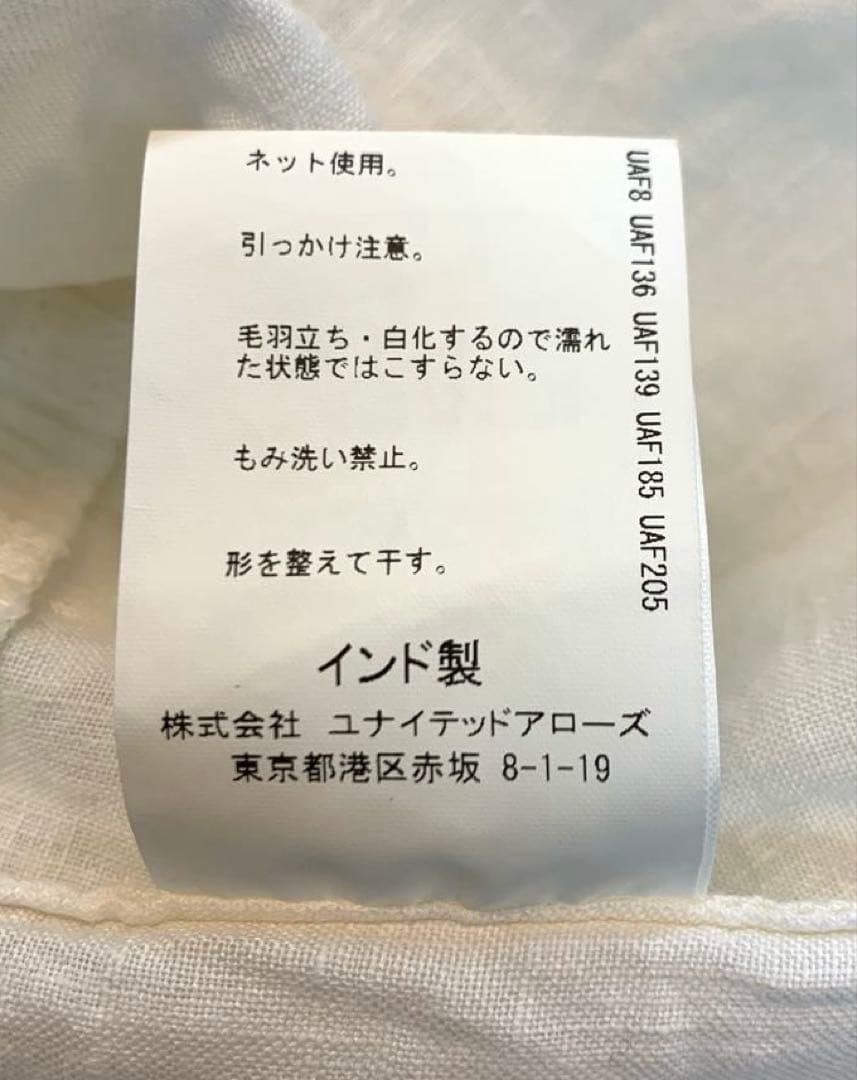 ネット使用。
引っかけ注意。
毛羽立ち・白化するので濡れ
た状態ではこすらない。
もみ洗い禁止。
形を整えて干す。
インド製
株式会社 ユナイテッドアローズ
東京都港区赤坂 8-1-19
UAF8 UAF136 UAF139 UAF185 UAF205